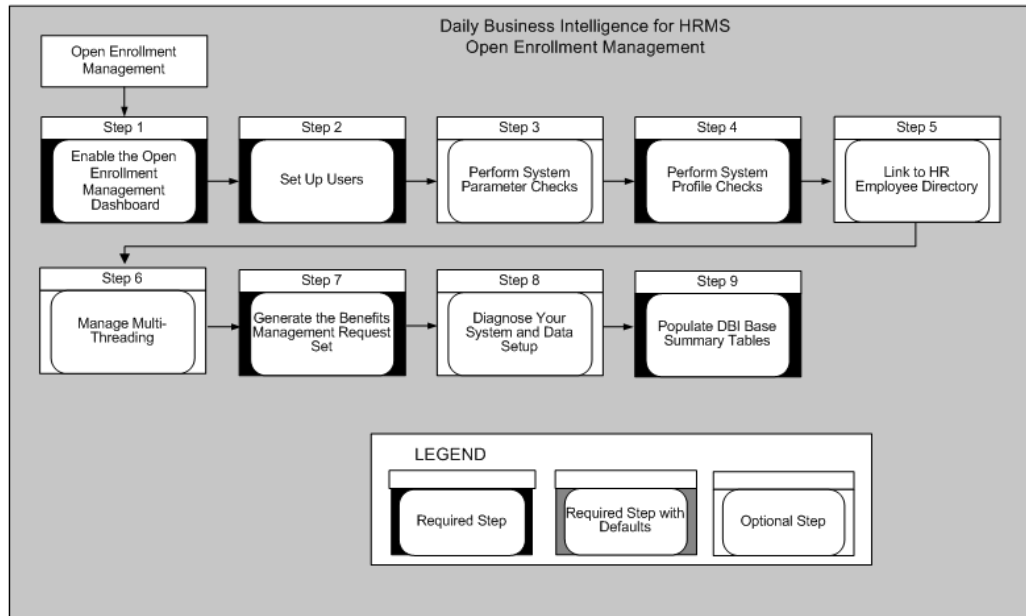 Daily Business Intelligence for HRMS
Open Enrollment Management
Open Enrollment
Management
Step 1
Enable the Open
Enrollment
Management
Dashboard
Step 2
Set Up Users
Step 3
Perform System
Parameter Checks
Step 4
Perform System
Profile Checks
Step 5
Link to HR
Employee Directory
Step 6
Manage Multi-
Threading
Step 7
Generate the Benefits
Management Request
Set
Step 8
Diagnose Your
System and Data
Setup
Step 9
Populate DBI Base
Summary Tables
LEGEND
Required Step
Required Step with
Defaults
Optional Step